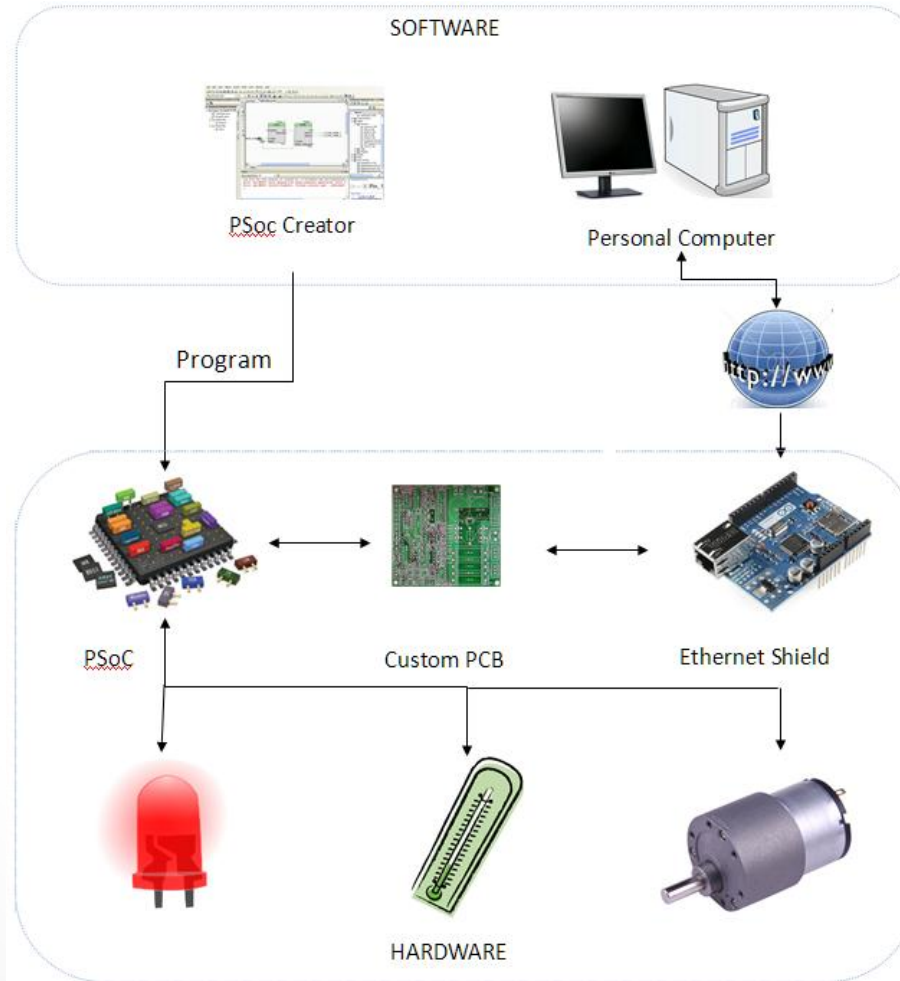 SOFTWARE
PSoc Creator
Personal Computer
Program
http://www
PSoC
Custom PCB
Ethernet Shield
HARDWARE